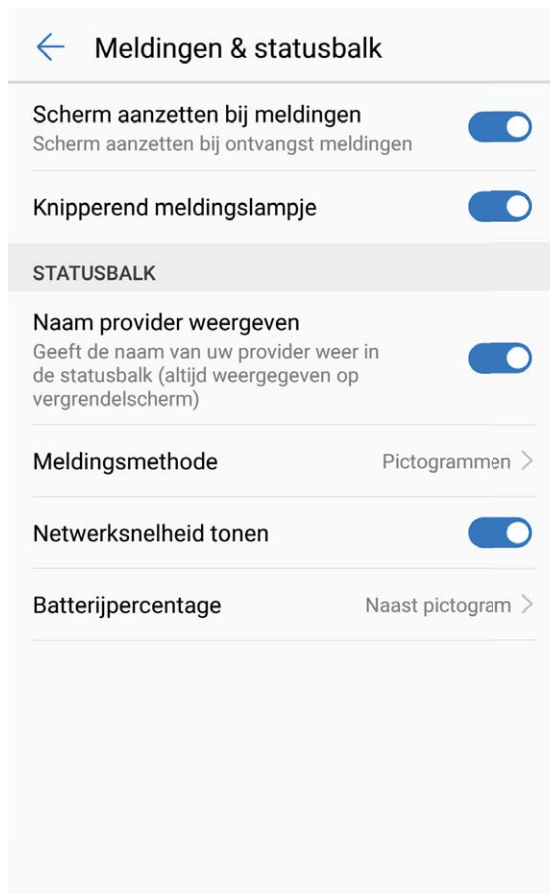 Meldingen & statusbalk
Scherm aanzetten bij meldingen
Scherm aanzetten bij ontvangst meldingen
Knipperend meldingslampje
STATUSBALK
Naam provider weergeven
Geeft de naam van uw provider weer in
de statusbalk (altijd weergegeven op
vergrendelscherm)
Meldingsmethode Pictogrammen
Netwerksnelheid tonen
Batterijpercentage Naast pictogram